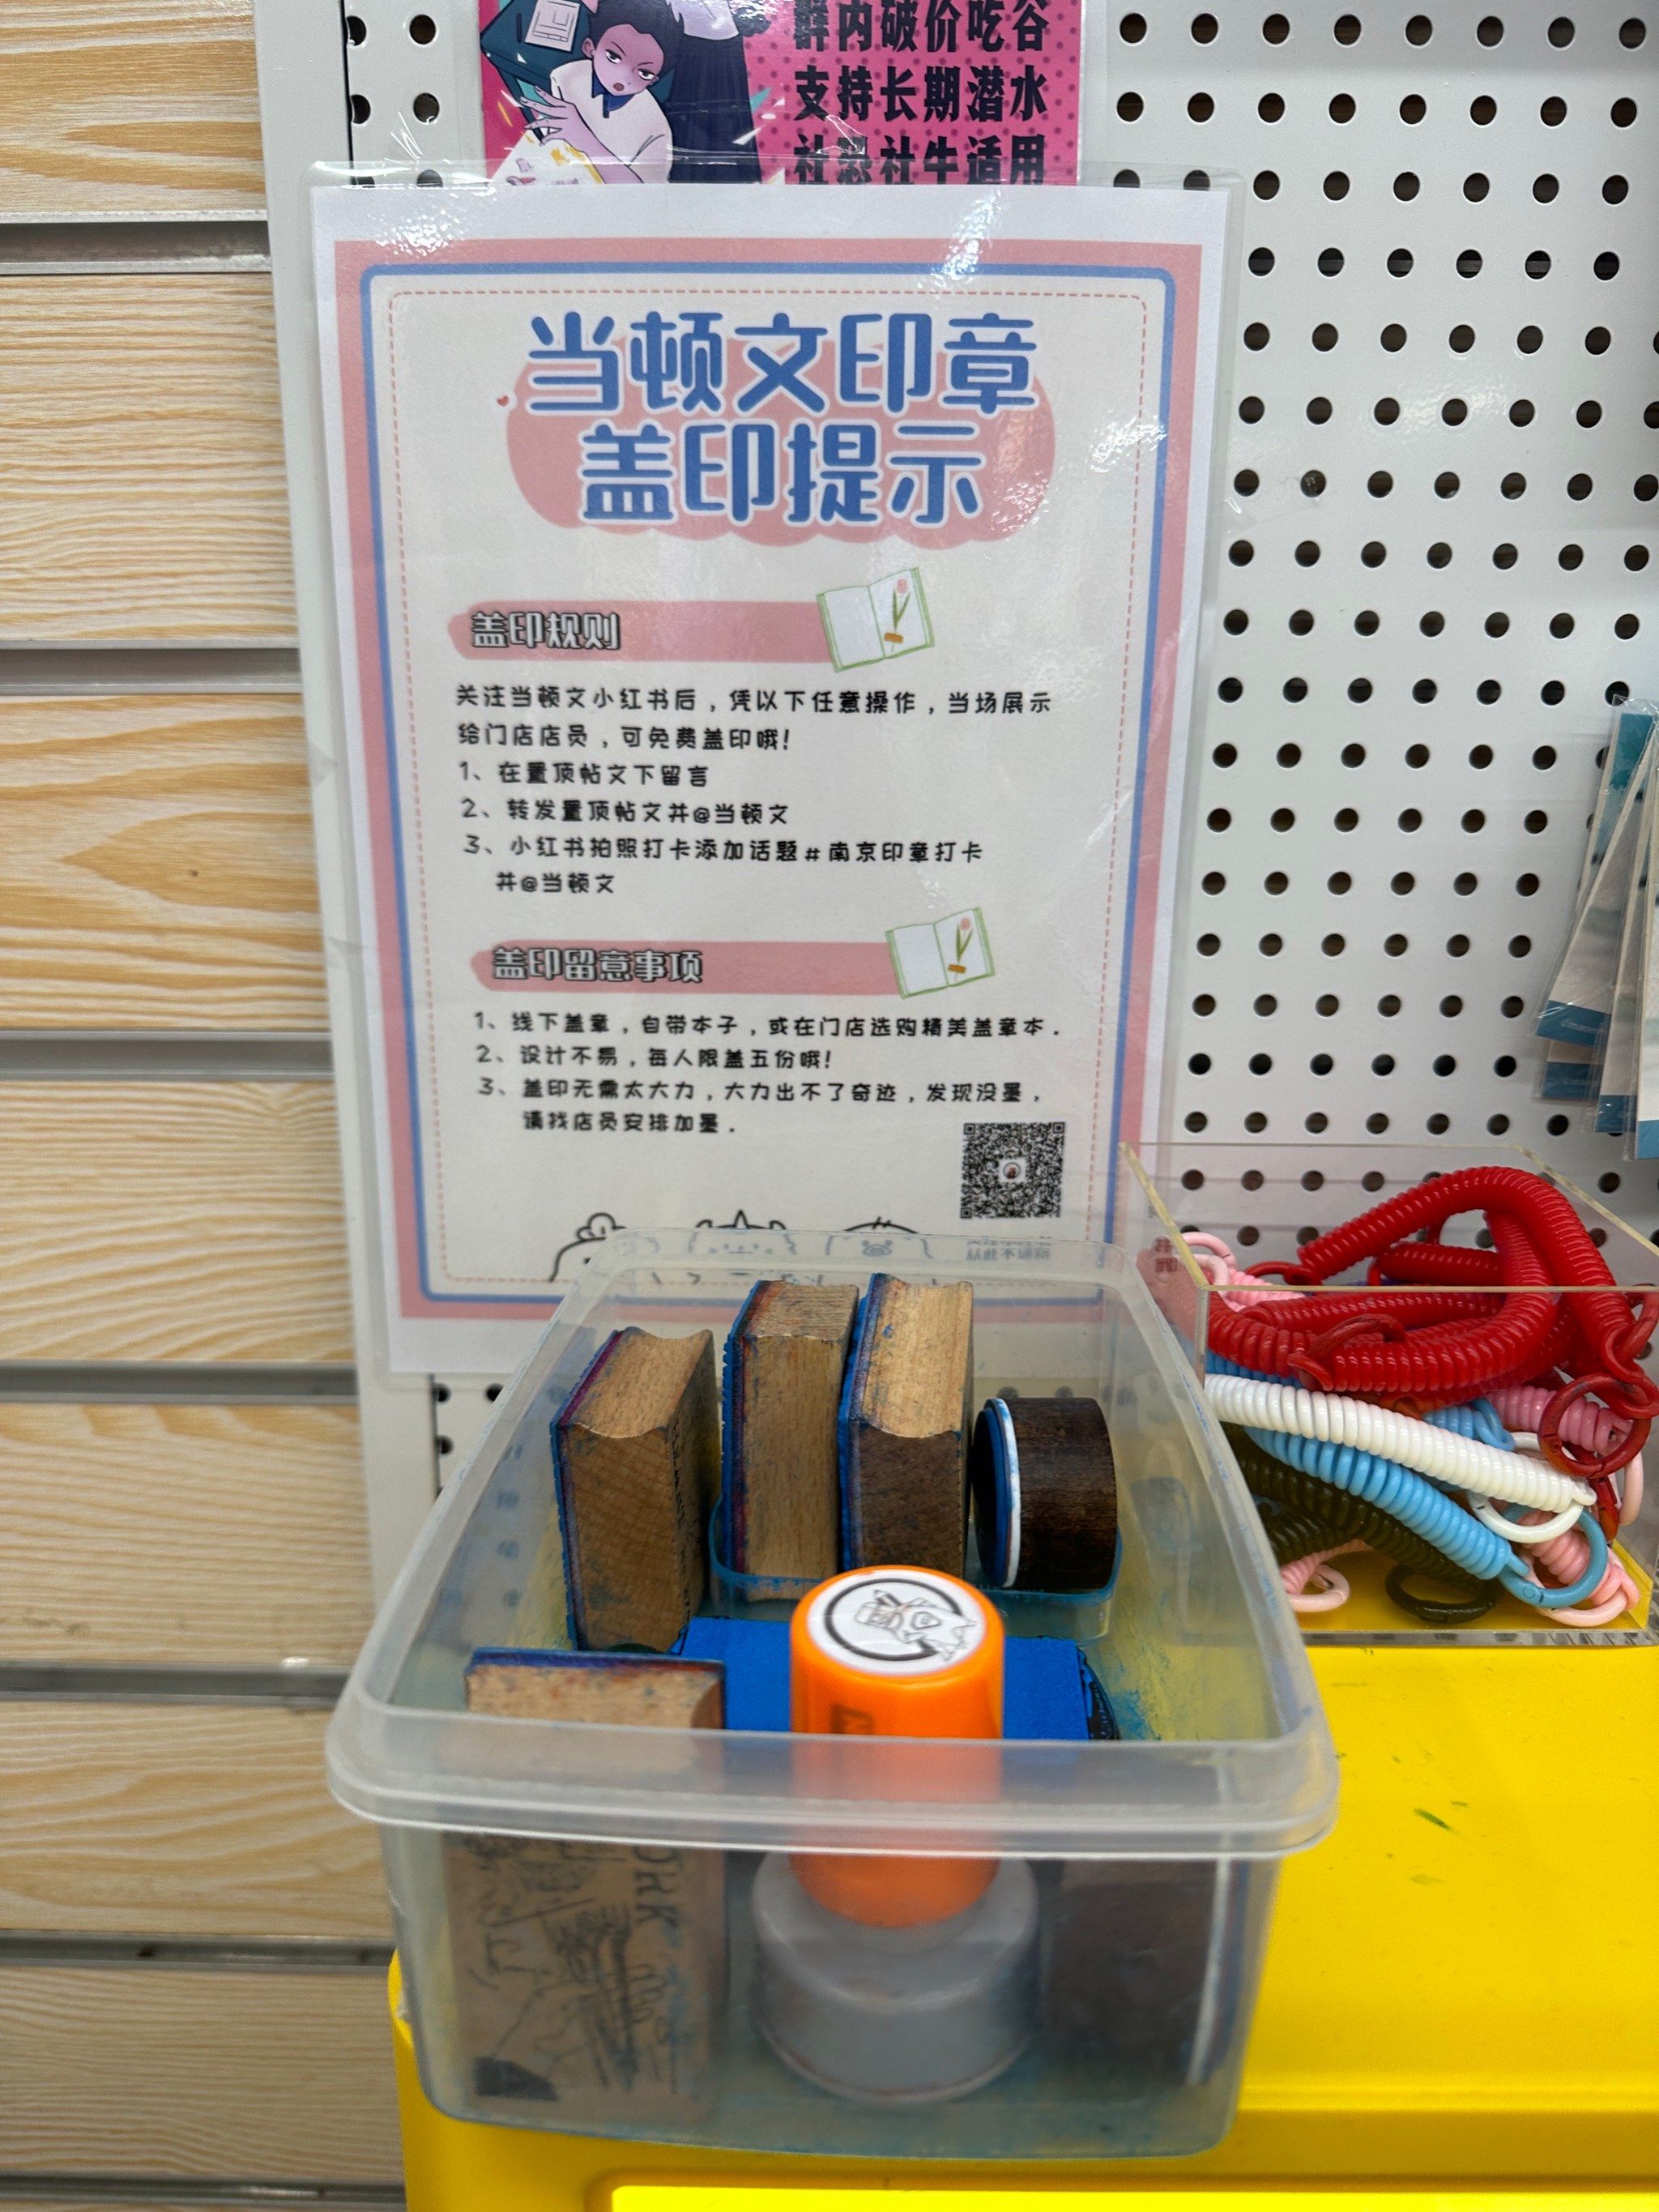 群内破价吃谷
支持长期潜水
社恐社牛适用
当顿文印章
盖印提示
盖印规则
关注当顿文小红书后，凭以下任意操作，当场展示
给门店店员，可免费盖印哦！
1、在置顶帖文下留言
2、转发置顶帖文并@当顿文
3、小红书拍照打卡添加话题#南京印章打卡
并@当顿文
盖印留意事项
1、线下盖章，自带本子，或在门店选购精美盖章本．
2、设计不易，每人限盖五份哦！
3、盖印无需太大力，大力出不了奇迹，发现没墨，
请找店员安排加墨．